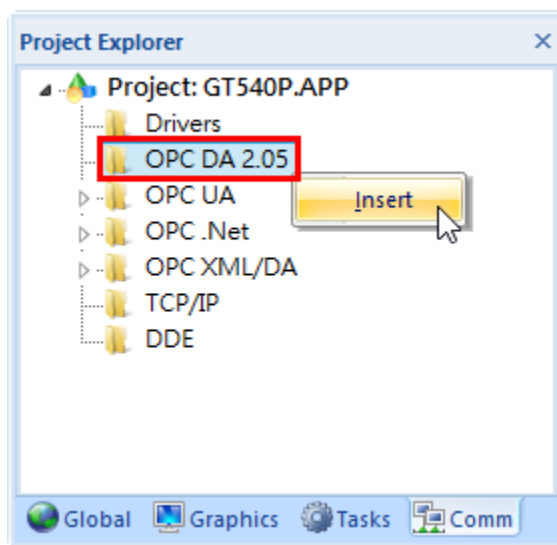 Project Explorer
Project: GT540P.APP
Drivers
OPC DA 2.05
OPC UA
Insert
OPC .Net
OPC XML/DA
TCP/IP
DDE
Global Graphics Tasks Comm